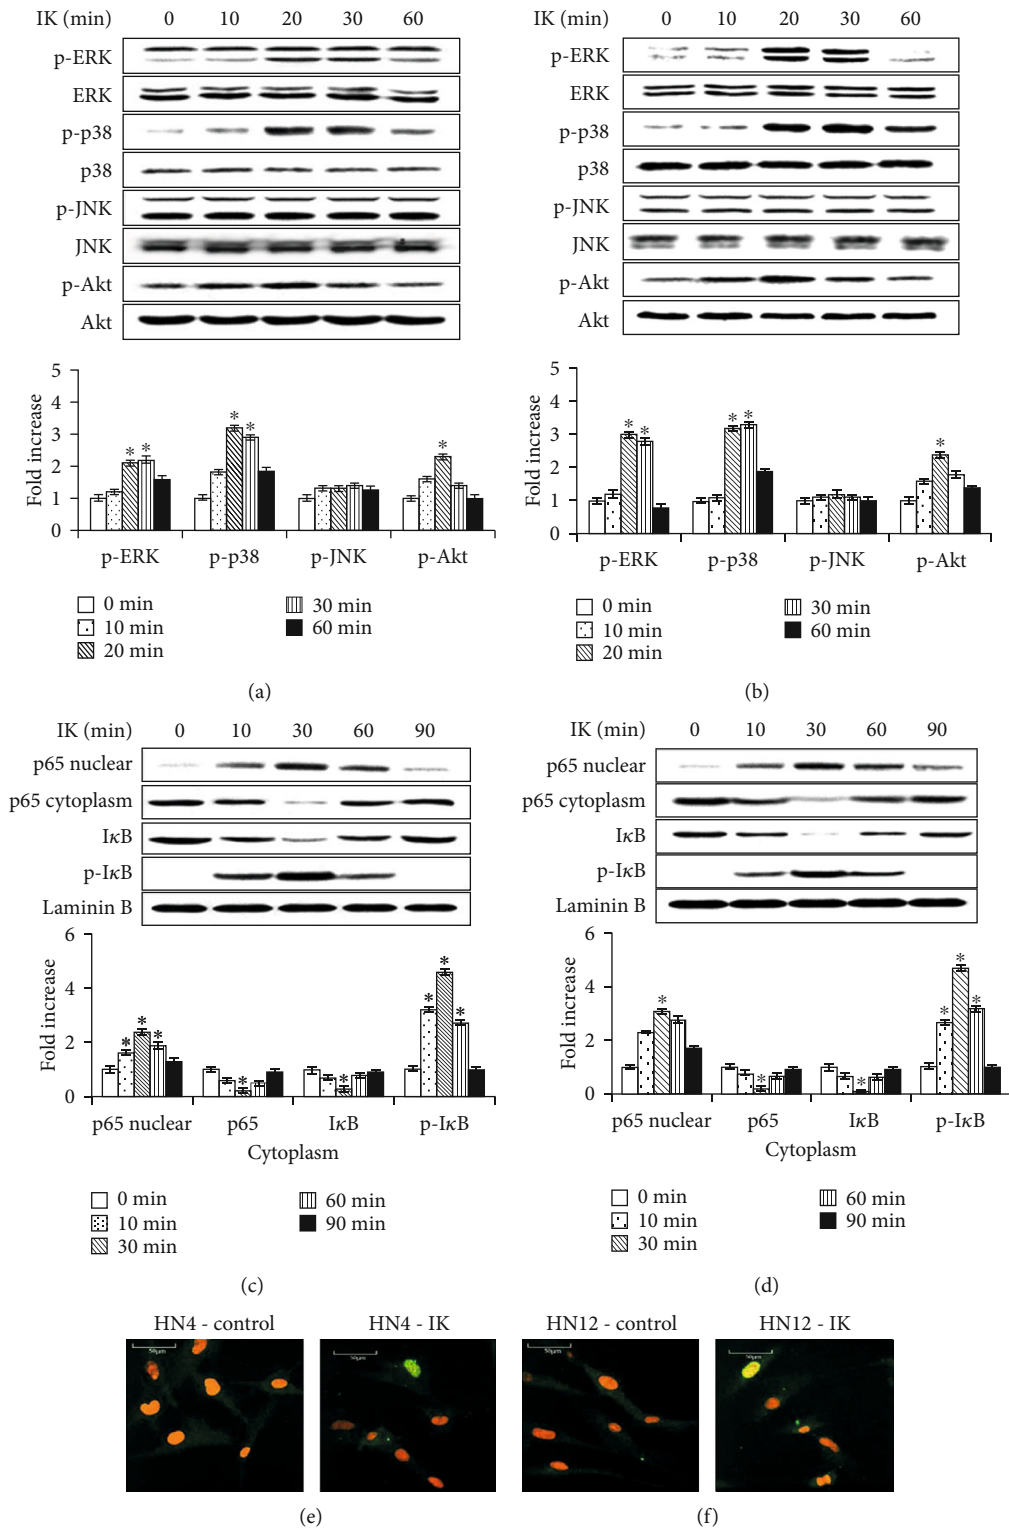 IK (min) 0 10 20 30 60
p-ERK
ERK
p-p38
p38
p-JNK
JNK
p-Akt
Akt
5
4
3
2
1
0
Fold increase
* * * * *
p-ERK p-p38 p-JNK p-Akt
0 min
10 min
20 min
30 min
60 min
(a)
IK (min) 0 10 20 30 60
p-ERK
ERK
p-p38
p38
p-JNK
JNK
p-Akt
Akt
5
4
3
2
1
0
Fold increase
* * * * *
p-ERK p-p38 p-JNK p-Akt
0 min
10 min
20 min
30 min
60 min
(b)
IK (min) 0 10 30 60 90
p65 nuclear
p65 cytoplasm
IκB
p-IκB
Laminin B
6
4
2
0
Fold increase
* * * * * * * *
p65 nuclear p65 IκB p-IκB
Cytoplasm
0 min
10 min
30 min
60 min
90 min
(c)
IK (min) 0 10 30 60 90
p65 nuclear
p65 cytoplasm
IκB
p-IκB
Laminin B
6
4
2
0
Fold increase
* * * * * *
p65 nuclear p65 IκB p-IκB
Cytoplasm
0 min
10 min
30 min
60 min
90 min
(d)
HN4 - control HN4 - IK HN12 - control HN12 - IK
50μm 50μm 50μm 50μm
(e) (f)